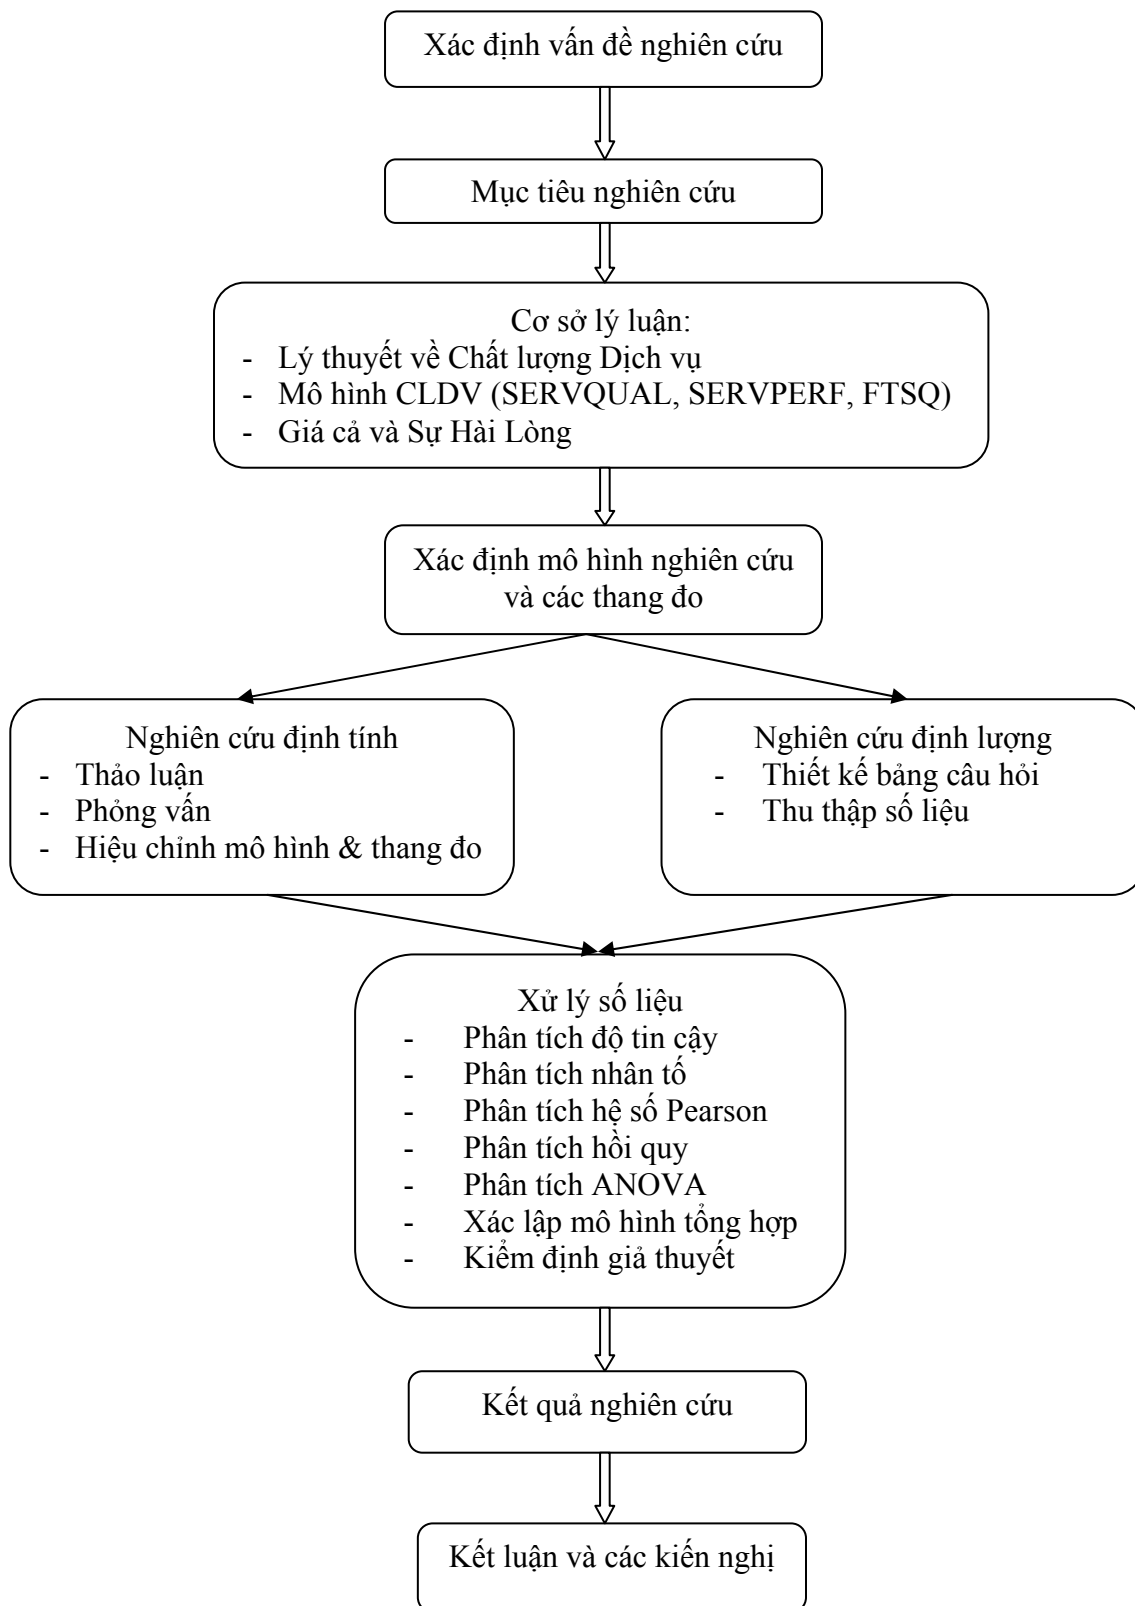 Xác định vấn đề nghiên cứu
Mục tiêu nghiên cứu
Cơ sở lý luận:
- Lý thuyết về Chất lượng Dịch vụ
- Mô hình CLDV (SERVQUAL, SERVPERF, FTSQ)
- Giá cả và Sự Hài Lòng
Xác định mô hình nghiên cứu
và các thang đo
Nghiên cứu định tính
- Thảo luận
- Phỏng vấn
- Hiệu chỉnh mô hình & thang đo
Nghiên cứu định lượng
- Thiết kế bảng câu hỏi
- Thu thập số liệu
Xử lý số liệu
- Phân tích độ tin cậy
- Phân tích nhân tố
- Phân tích hệ số Pearson
- Phân tích hồi quy
- Phân tích ANOVA
- Xác lập mô hình tổng hợp
- Kiểm định giả thuyết
Kết quả nghiên cứu
Kết luận và các kiến nghị